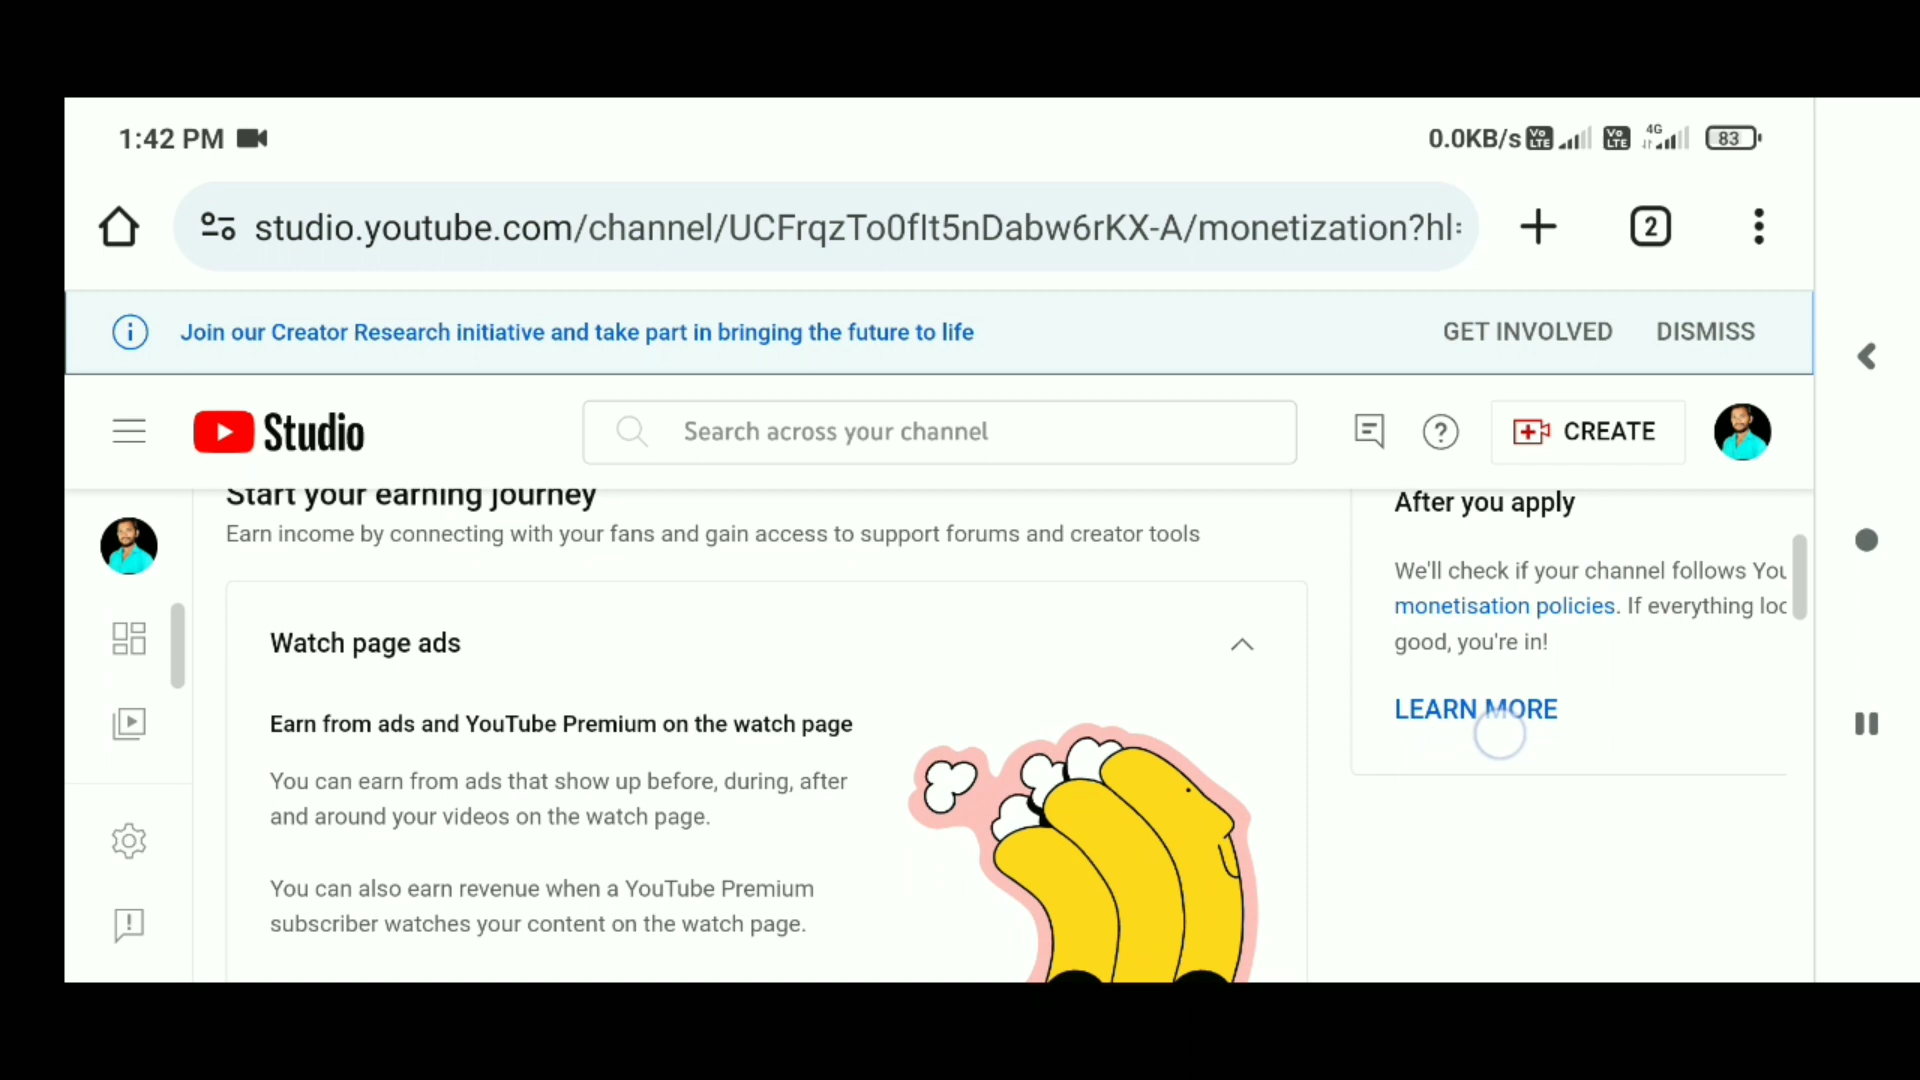 1:42 PM
0.0KB/s Vo LTE Vo LTE 4G 83
studio.youtube.com/channel/UCFrqzTo0fIt5nDabw6rKX-A/monetization?hl=
2
Join our Creator Research initiative and take part in bringing the future to life
GET INVOLVED DISMISS
Studio
Search across your channel
CREATE
Start your earning journey
Earn income by connecting with your fans and gain access to support forums and creator tools
Watch page ads
Earn from ads and YouTube Premium on the watch page
You can earn from ads that show up before, during, after
and around your videos on the watch page.
You can also earn revenue when a YouTube Premium
subscriber watches your content on the watch page.
After you apply
We'll check if your channel follows You
monetisation policies. If everything loo
good, you're in!
LEARN MORE